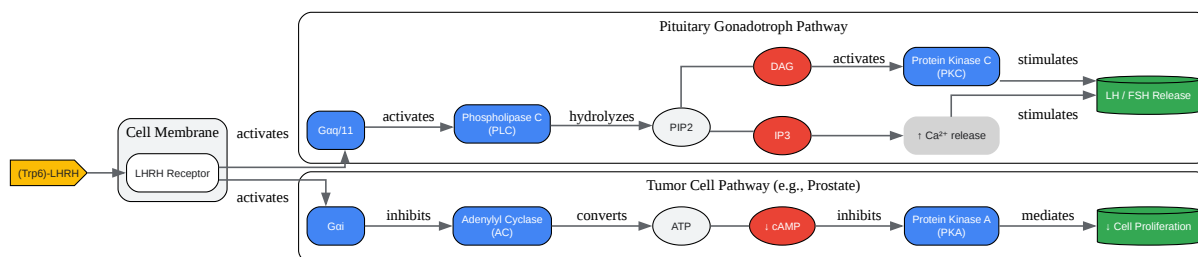 Pituitary Gonadotroph Pathway
DAG
activates
Protein Kinase C
(PKC)
stimulates
LH / FSH Release
stimulates
Cell Membrane
activates
Gαq/11
activates
Phospholipase C
(PLC)
hydrolyzes
PIP2
IP3
↑ Ca²⁺ release
(Trp6)-LHRH
LHRH Receptor
activates
Tumor Cell Pathway (e.g., Prostate)
Gαi
inhibits
Adenylyl Cyclase
(AC)
converts
ATP
↓ cAMP
inhibits
Protein Kinase A
(PKA)
mediates
↓ Cell Proliferation